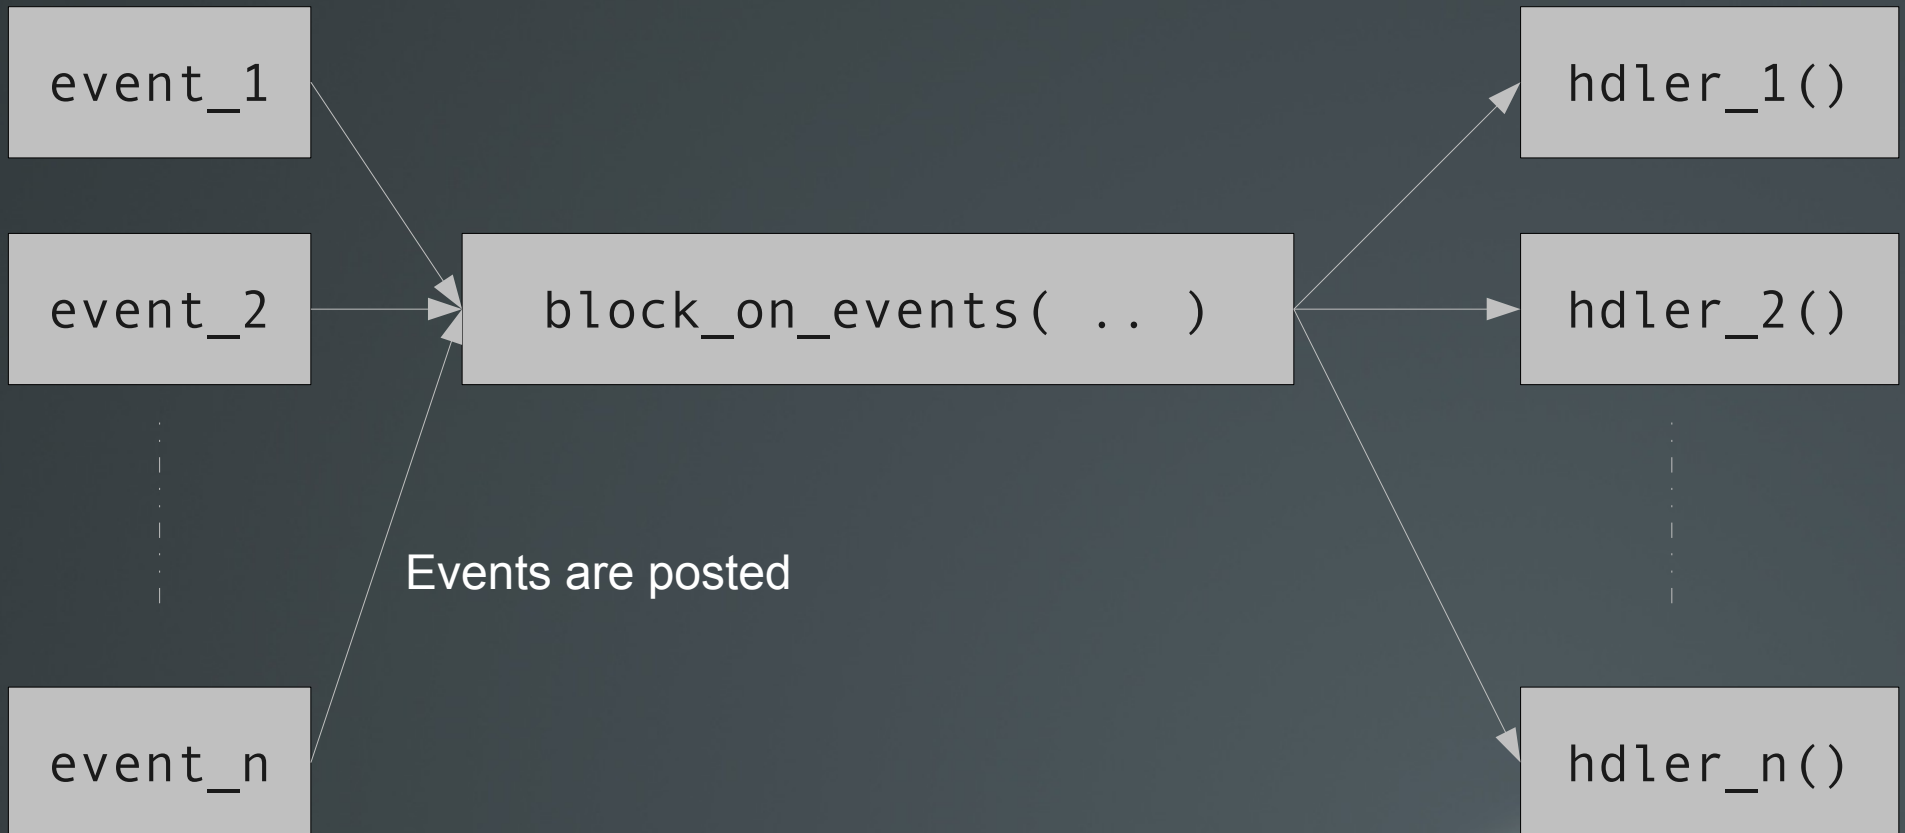 event_1
hdler_1()
event_2
block_on_events( .. )
hdler_2()
Events are posted
event_n
hdler_n()